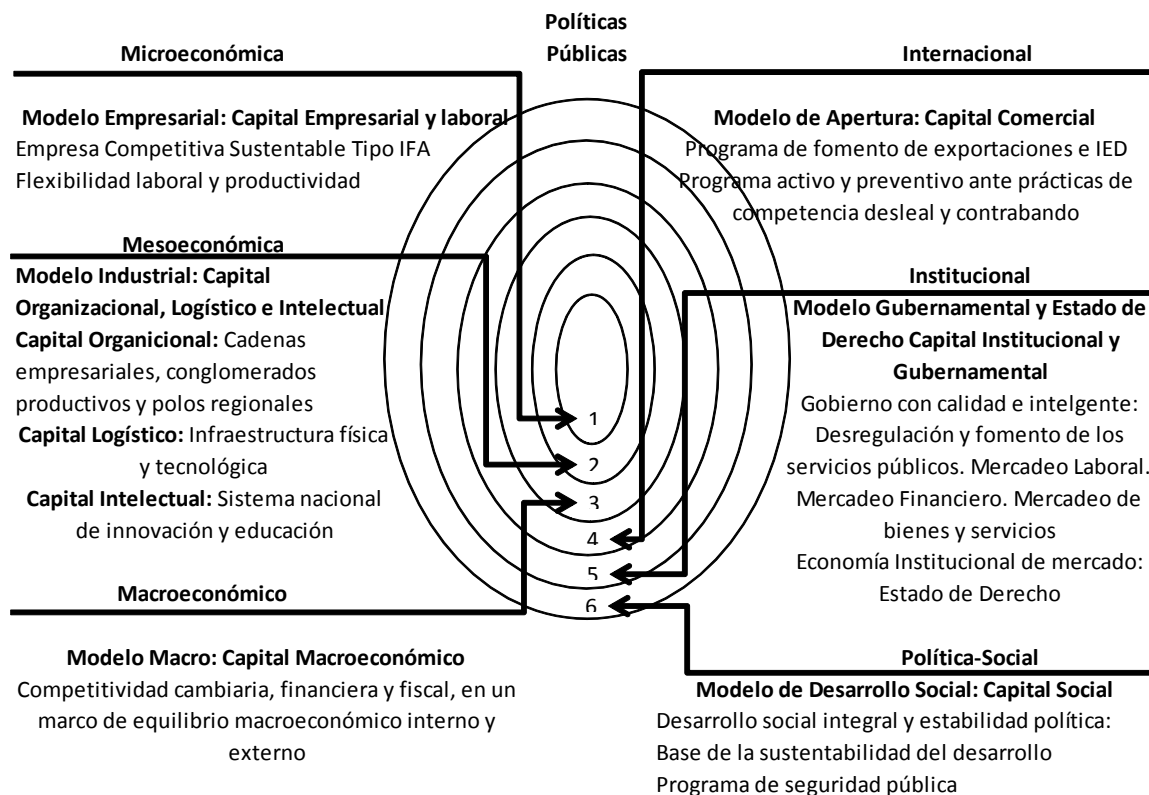 Políticas
Públicas
Microeconómica
Modelo Empresarial: Capital Empresarial y laboral
Empresa Competitiva Sustentable Tipo IFA
Flexibilidad laboral y productividad
Mesoeconómica
Modelo Industrial: Capital
Organizacional, Logístico e Intelectual
Capital Organicional: Cadenas
empresariales, conglomerados
productivos y polos regionales
Capital Logístico: Infraestructura física
y tecnológica
Capital Intelectual: Sistema nacional
de innovación y educación
Macroeconómico
Modelo Macro: Capital Macroeconómico
Competitividad cambiaria, financiera y fiscal, en un
marco de equilibrio macroeconómico interno y
externo
1
2
3
4
5
6
Internacional
Modelo de Apertura: Capital Comercial
Programa de fomento de exportaciones e IED
Programa activo y preventivo ante prácticas de
competencia desleal y contrabando
Institucional
Modelo Gubernamental y Estado de
Derecho Capital Institucional y
Gubernamental
Gobierno con calidad e intelgente:
Desregulación y fomento de los
servicios públicos. Mercadeo Laboral.
Mercadeo Financiero. Mercadeo de
bienes y servicios
Economía Institucional de mercado:
Estado de Derecho
Política-Social
Modelo de Desarrollo Social: Capital Social
Desarrollo social integral y estabilidad política:
Base de la sustentabilidad del desarrollo
Programa de seguridad pública